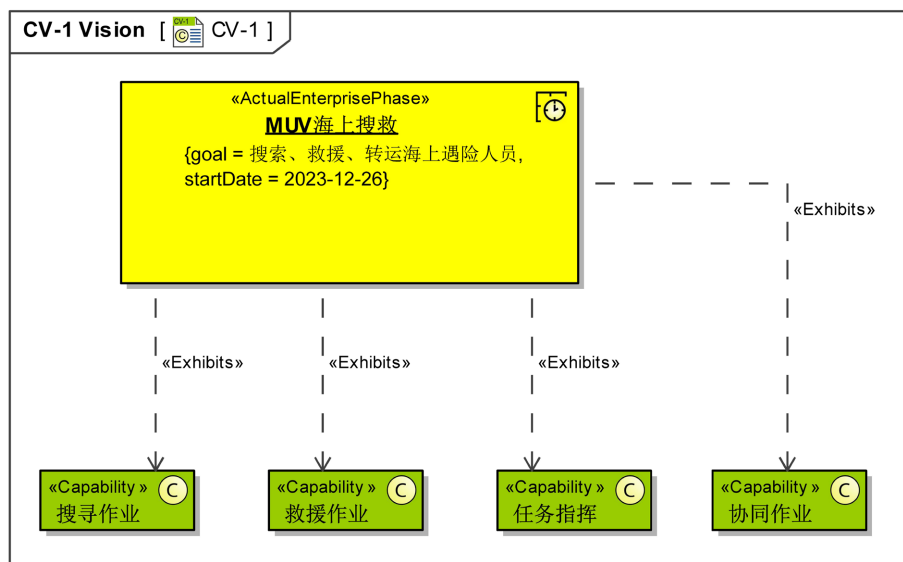 CV-1 Vision [ CV-1 CV-1 ]
«ActualEnterprisePhase»
MUV海上搜救
{goal = 搜索、救援、转运海上遇险人员,
startDate = 2023-12-26}
«Exhibits»
«Exhibits» «Exhibits» «Exhibits»
«Capability » C
搜寻作业
«Capability » C
救援作业
«Capability » C
任务指挥
«Capability » C
协同作业